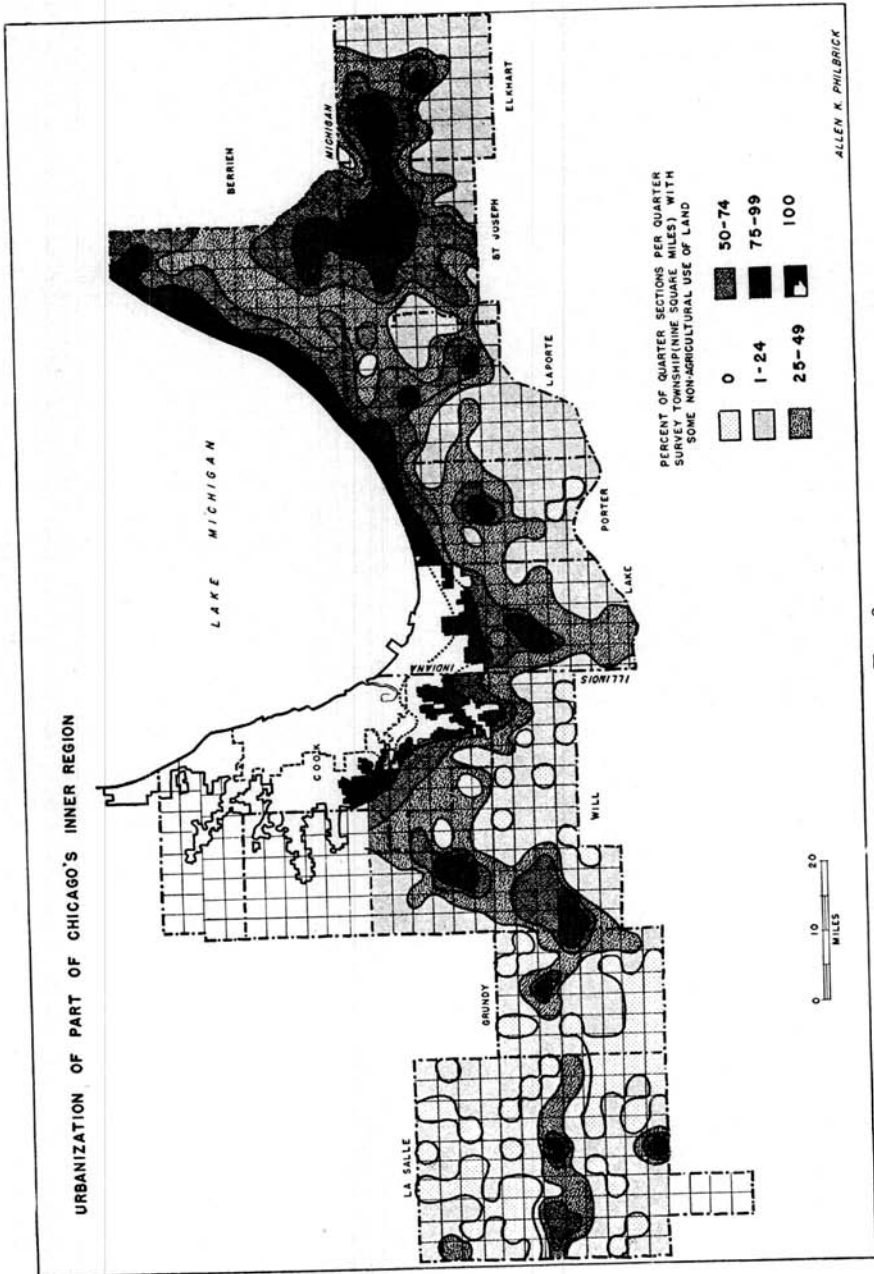 URBANIZATION OF PART OF CHICAGO'S INNER REGION
LAKE MICHIGAN
BERRIEN
MICHIGAN
ELKHART
ST JOSEPH
LAPORTE
PORTER
LAKE
INDIANA
ILLINOIS
COOK
WILL
GRUNDY
LA SALLE
PERCENT OF QUARTER SECTIONS PER QUARTER
SURVEY TOWNSHIP (NINE SQUARE MILES) WITH
SOME NON-AGRICULTURAL USE OF LAND
0
1-24
25-49
50-74
75-99
100
0 10 20
MILES
ALLEN K. PHILBRICK